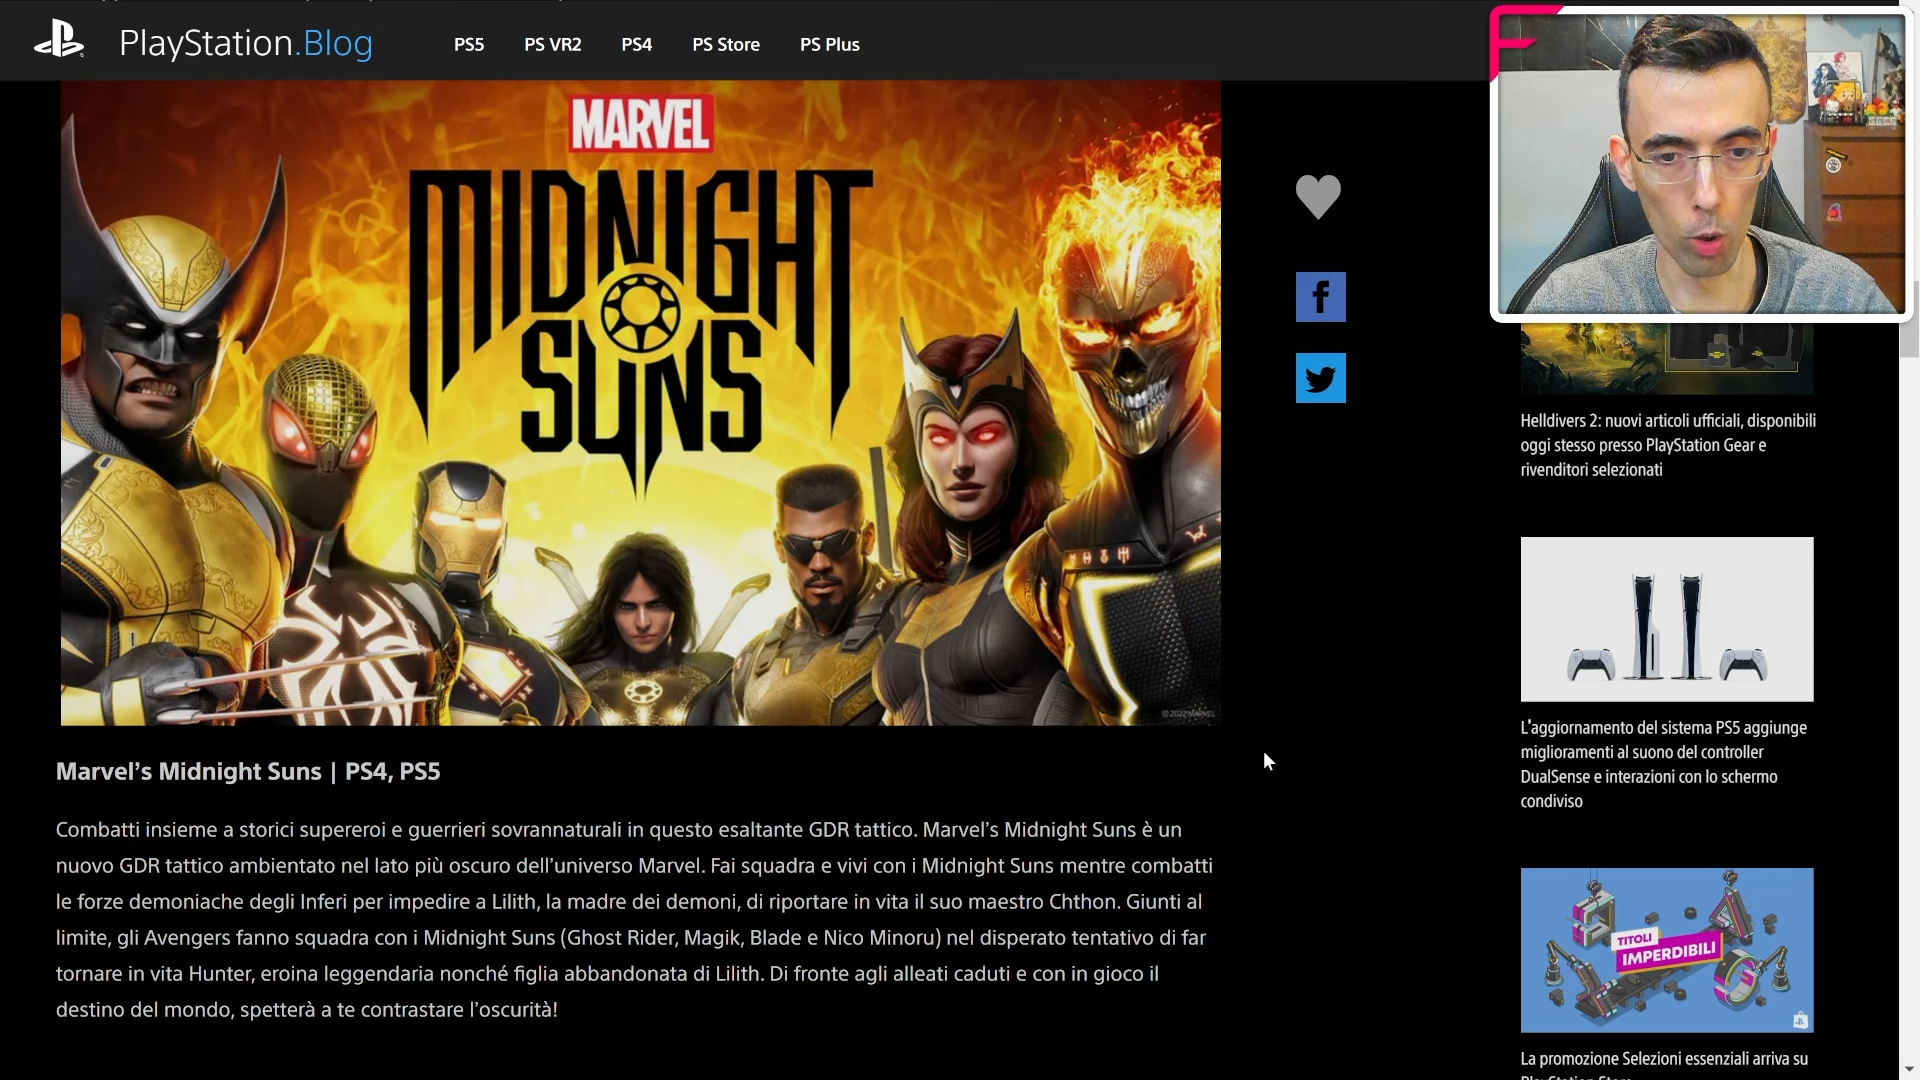 PlayStation.Blog
PS5
PS VR2
PS4
PS Store
PS Plus
MARVEL
MIDNIGHT
SUNS
© 2022 MARVEL
Marvel’s Midnight Suns | PS4, PS5
Combatti insieme a storici supereroi e guerrieri sovrannaturali in questo esaltante GDR tattico. Marvel’s Midnight Suns è un
nuovo GDR tattico ambientato nel lato più oscuro dell’universo Marvel. Fai squadra e vivi con i Midnight Suns mentre combatti
le forze demoniache degli Inferi per impedire a Lilith, la madre dei demoni, di riportare in vita il suo maestro Chthon. Giunti al
limite, gli Avengers fanno squadra con i Midnight Suns (Ghost Rider, Magik, Blade e Nico Minoru) nel disperato tentativo di far
tornare in vita Hunter, eroina leggendaria nonché figlia abbandonata di Lilith. Di fronte agli alleati caduti e con in gioco il
destino del mondo, spetterà a te contrastare l’oscurità!
Helldivers 2: nuovi articoli ufficiali, disponibili
oggi stesso presso PlayStation Gear e
rivenditori selezionati
L’aggiornamento del sistema PS5 aggiunge
miglioramenti al suono del controller
DualSense e interazioni con lo schermo
condiviso
TITOLI
IMPERDIBILI
La promozione Selezioni essenziali arriva su